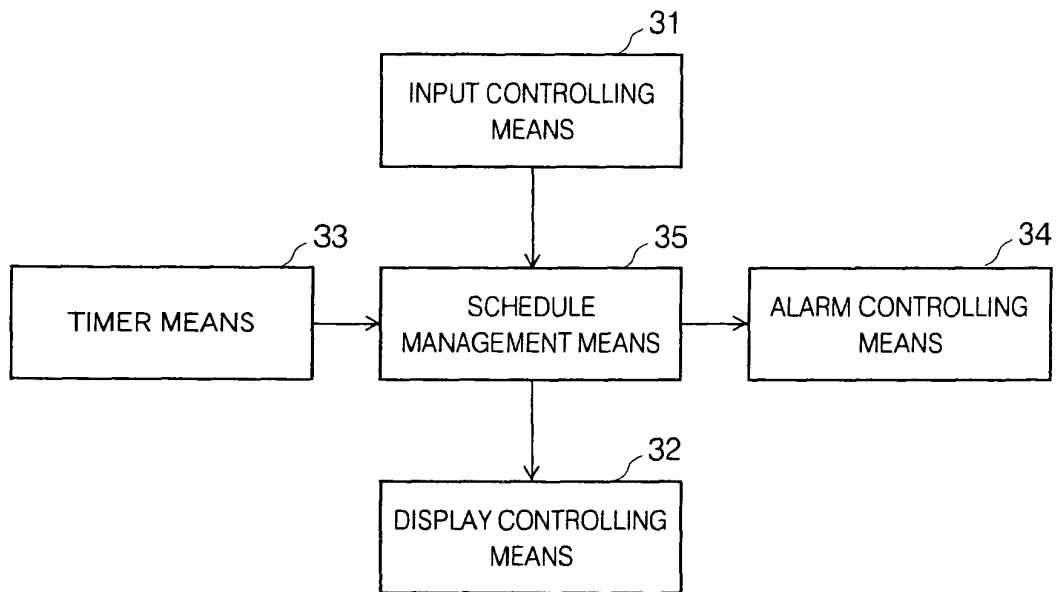 31
INPUT CONTROLLING
MEANS
33
TIMER MEANS
35
SCHEDULE
MANAGEMENT MEANS
34
ALARM CONTROLLING
MEANS
32
DISPLAY CONTROLLING
MEANS